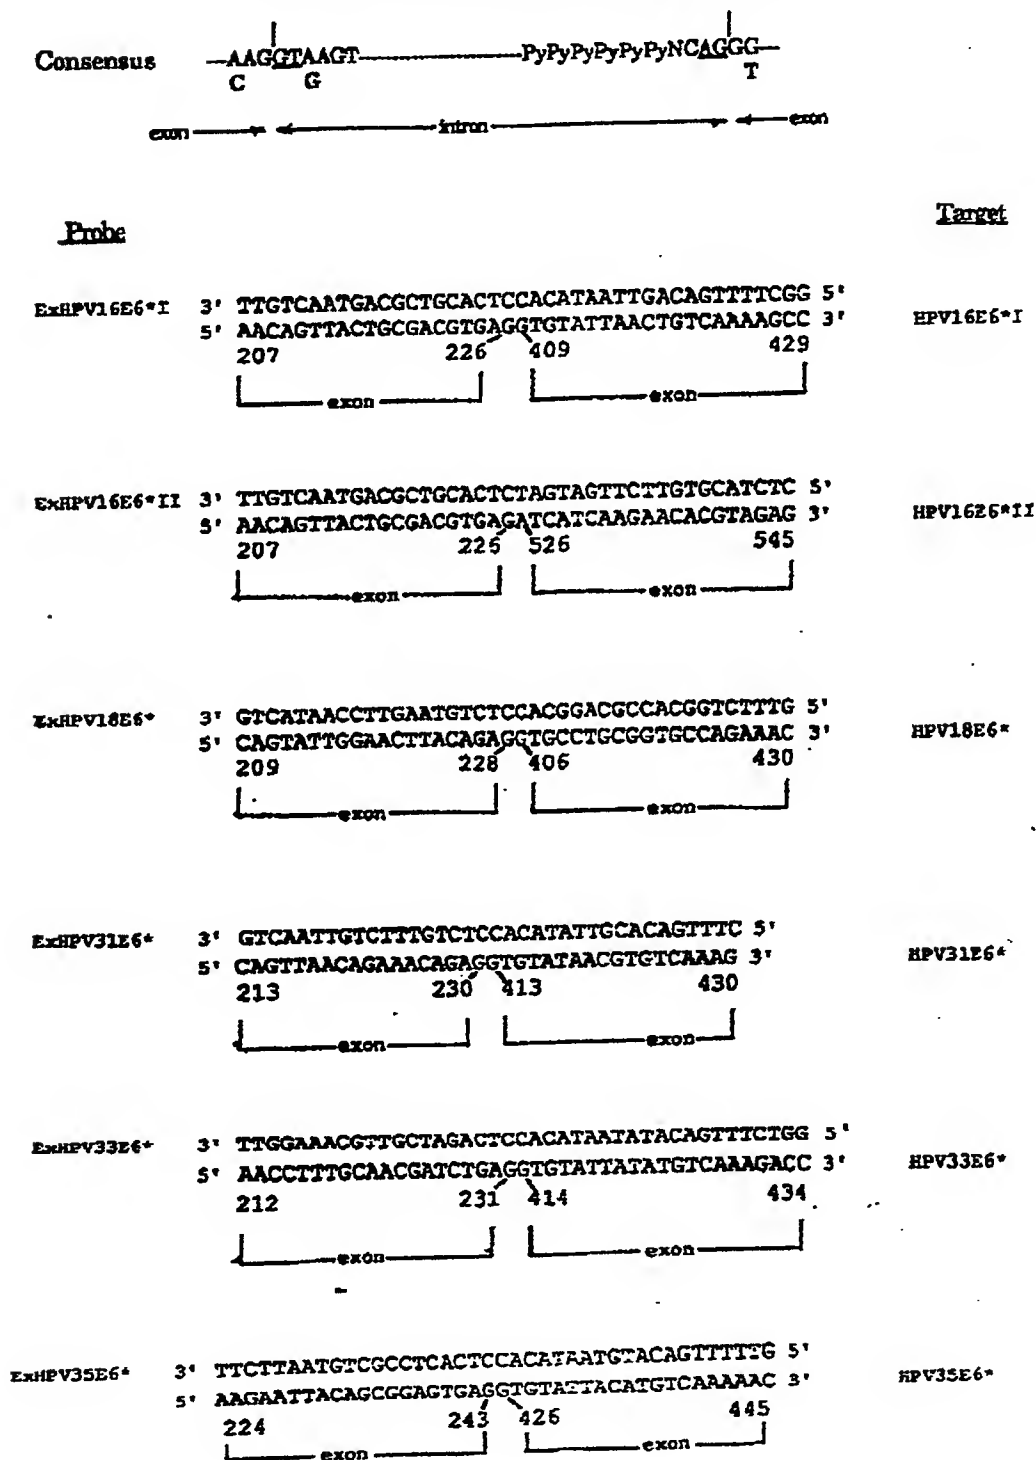 Consensus —AAGGTAAGT————PyPyPyPyPyPyNCAGGG—
C G T
exon intron exon
Probe Target
ExHPV16E6*I 3' TTGTCAATGACGCTGCACTCCACATAATTGACAGTTTTCGG 5'
5' AACAGTTACTGCGACGTGAGGTGTATTAACTGTCAAAAGCC 3' HPV16E6*I
207 226 409 429
exon exon
ExHPV16E6*II 3' TTGTCAATGACGCTGCACTCTAGTAGTTCTTGTGCATCTC 5'
5' AACAGTTACTGCGACGTGAGATCATCAAGAACACGTAGAG 3' HPV1626*II
207 226 526 545
exon exon
ExHPV18E6* 3' GTCATAACCTTGAATGTCTCCACGGACGCCACGGTCTTTG 5'
5' CAGTATTGGAACTTACAGAGGTGCCTGCGGTGCCAGAAAC 3' HPV18E6*
209 228 406 430
exon exon
ExHPV31E6* 3' GTCAATTGTCTTTGTCTCCACATATTGCACAGTTTC 5'
5' CAGTTAACAGAAACAGAGGTGTATAACGTGTCAAAG 3' HPV31E6*
213 230 413 430
exon exon
ExHPV33E6* 3' TTGGAAACGTTGCTAGACTCCACATAATATACAGTTTCTGG 5'
5' AACCTTTGCAACGATCTGAGGTGTATTATATGTCAAAGACC 3' HPV33E6*
212 231 414 434
exon exon
ExHPV35E6* 3' TTCTTAATGTCGCCTCACTCCACATAATGTACAGTTTTTG 5'
5' AAGAATTACAGCGGAGTGAGGTGTATTACATGTCAAAAAC 3' HPV35E6*
224 243 426 445
exon exon